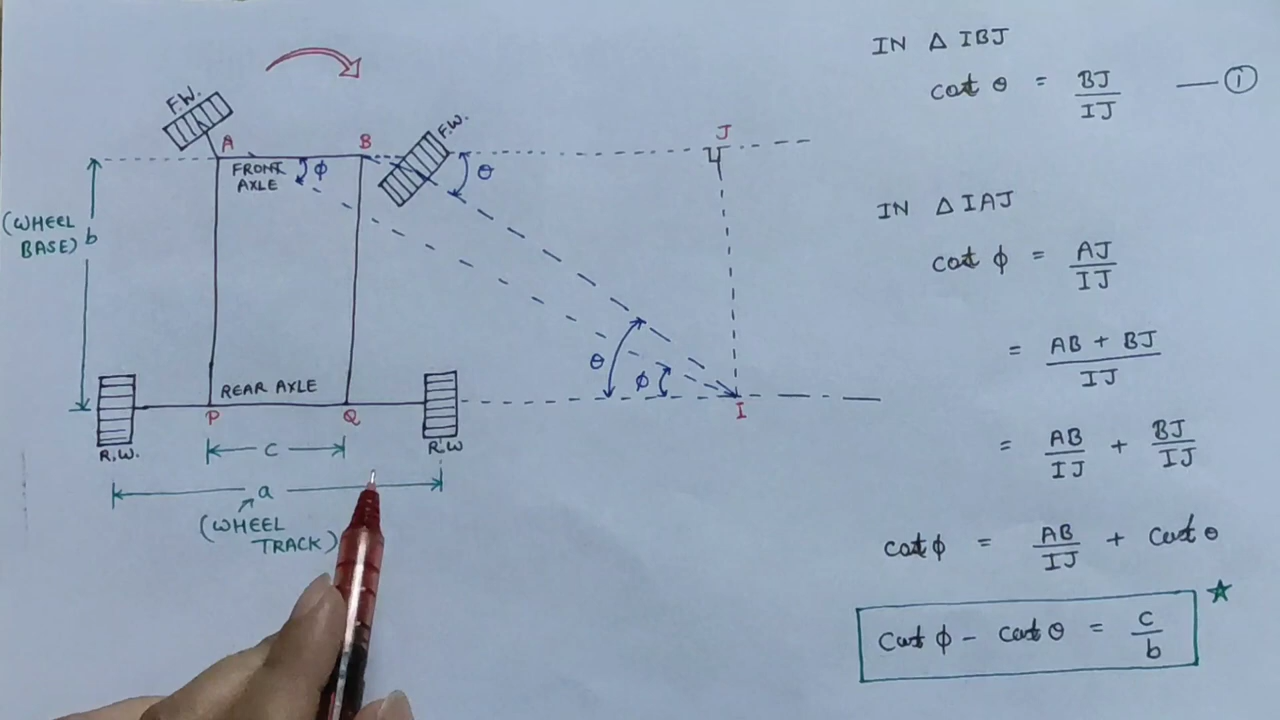 F.W.
A
B
F.W.
J
FRONT
AXLE
ϕ
θ
(WHEEL
BASE) b
θ
ϕ
I
REAR AXLE
P
Q
R.W.
R.W
c
a
(WHEEL
TRACK)
IN Δ IBJ
cot θ = BJ/IJ — ①
IN Δ IAJ
cot ϕ = AJ/IJ
= AB + BJ/IJ
= AB/IJ + BJ/IJ
cot ϕ = AB/IJ + cot θ
cot ϕ - cot θ = c/b ☆